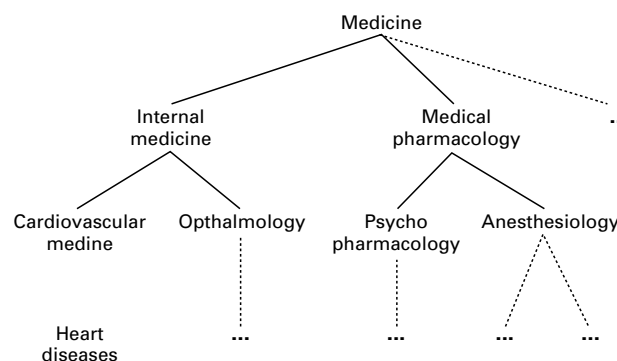 Medicine
Internal
medicine
Medical
pharmacology
..
Cardiovascular
medine
Opthalmology
Psycho
pharmacology
Anesthesiology
Heart
diseases
...
...
...
...